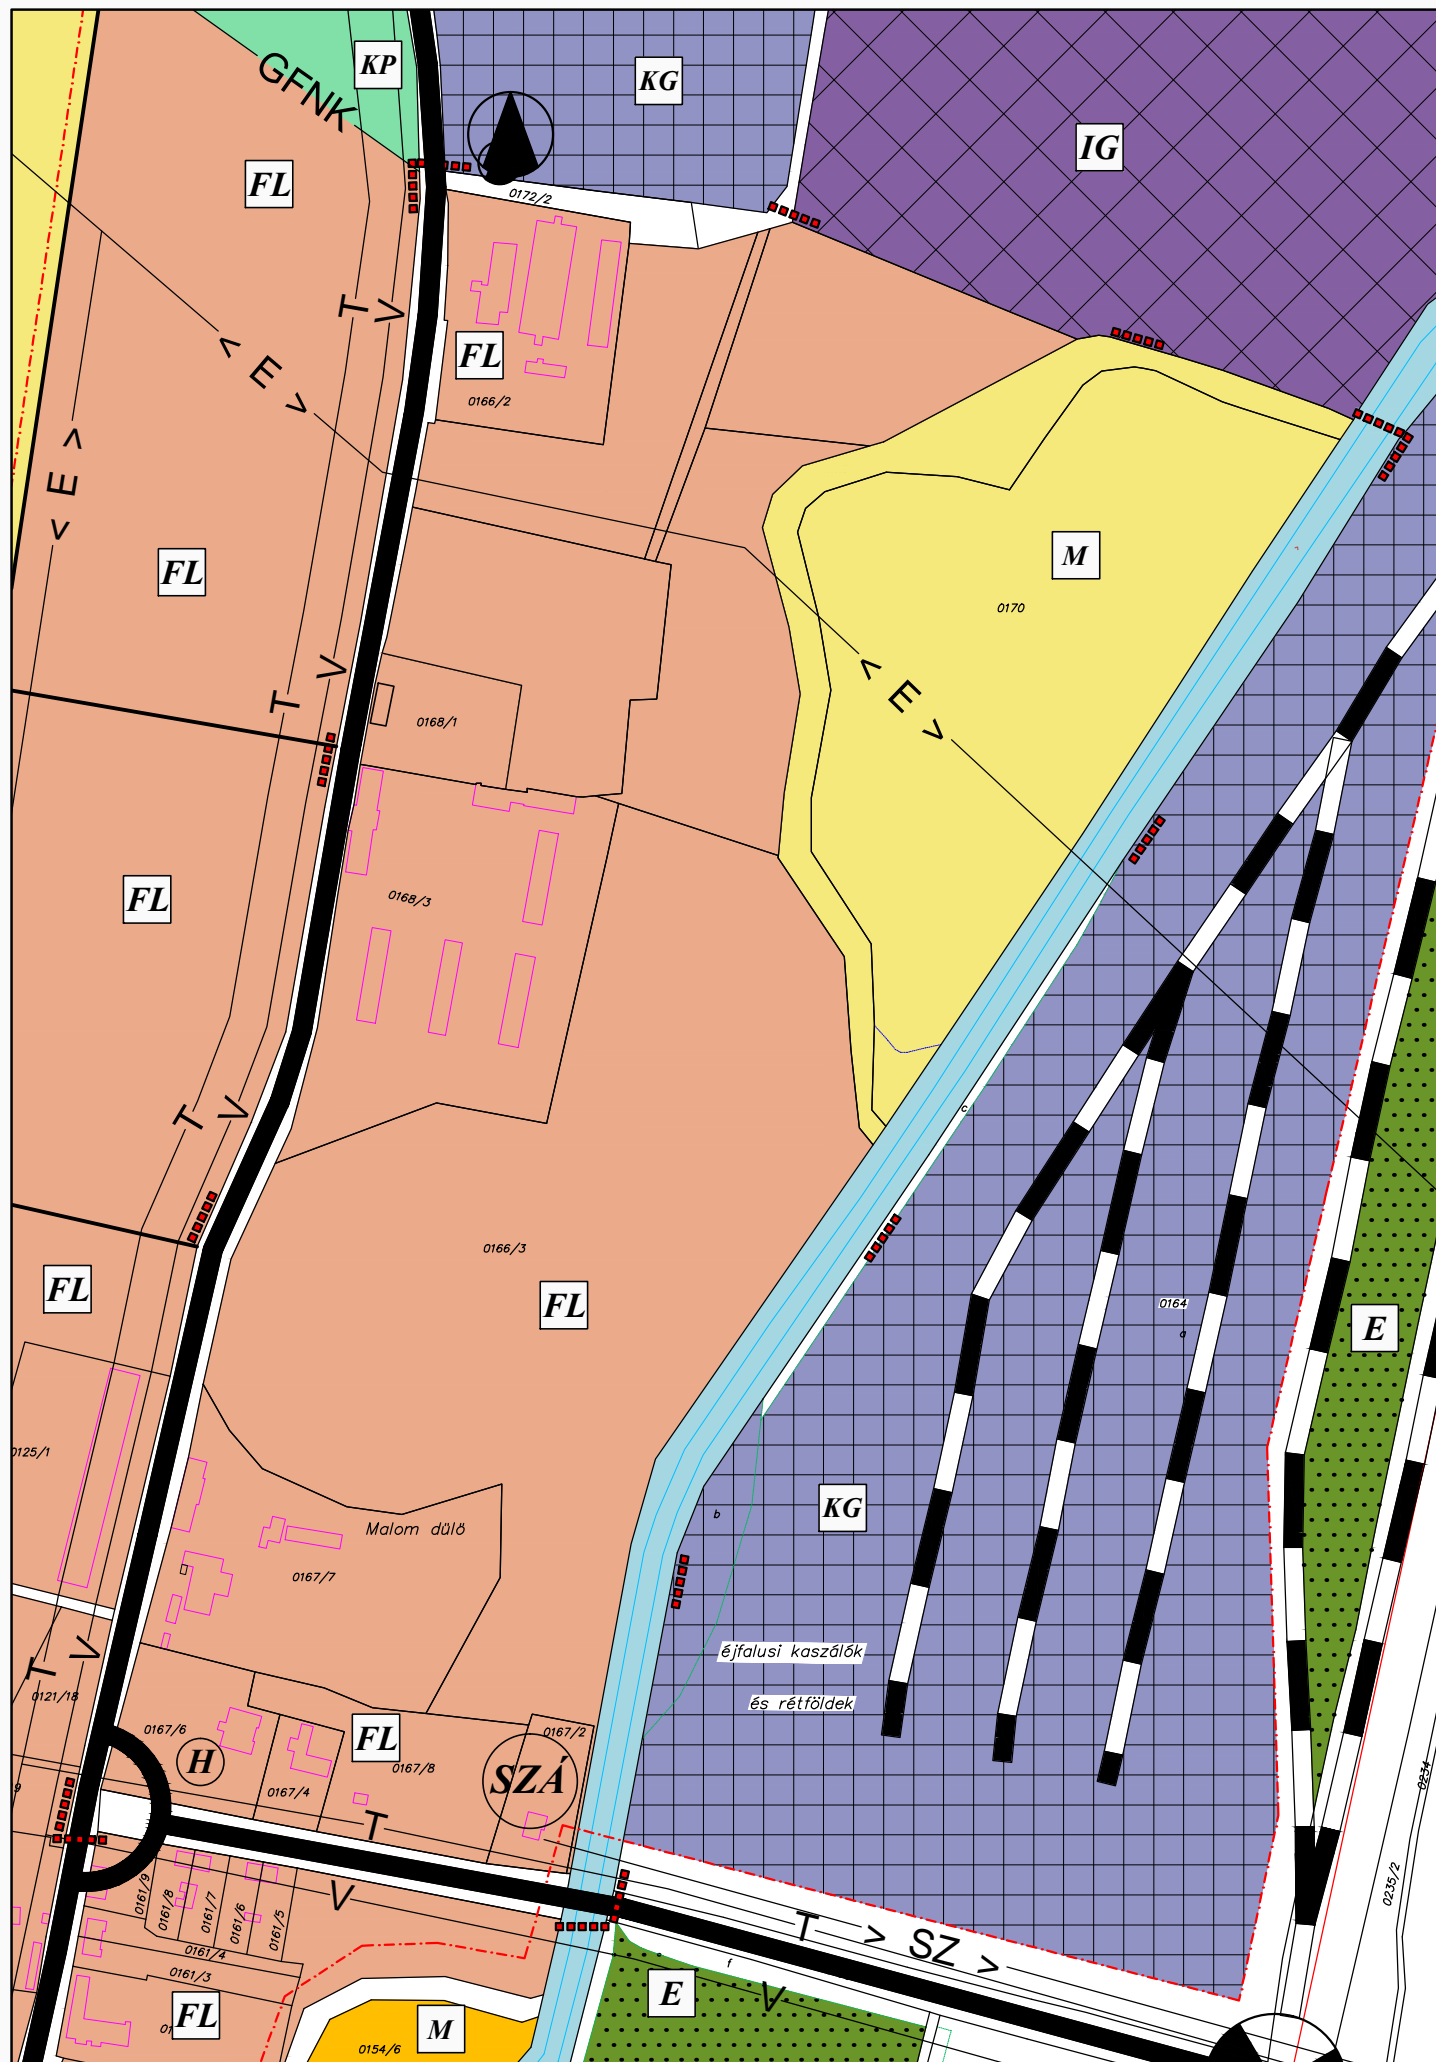 KP
KG
GFNK
IG
FL
0172/2
T
V
< E >
FL
0166/2
< E >
M
FL
0170
< E >
T
V
0168/1
FL
0168/3
T
V
c
0166/3
FL
FL
0164
a
E
0125/1
KG
b
Malom dűlő
0167/7
éjfalusi kaszálók
és rétföldek
T
V
0121/18
0167/6
FL
0167/2
H
0167/8
SZÁ
0167/4
9
0234
T
V
0161/9
0161/8
0161/7
0161/6
0161/5
0235/2
T > SZ >
0161/4
0161/3
e
f
FL
E
V
M
0154/6